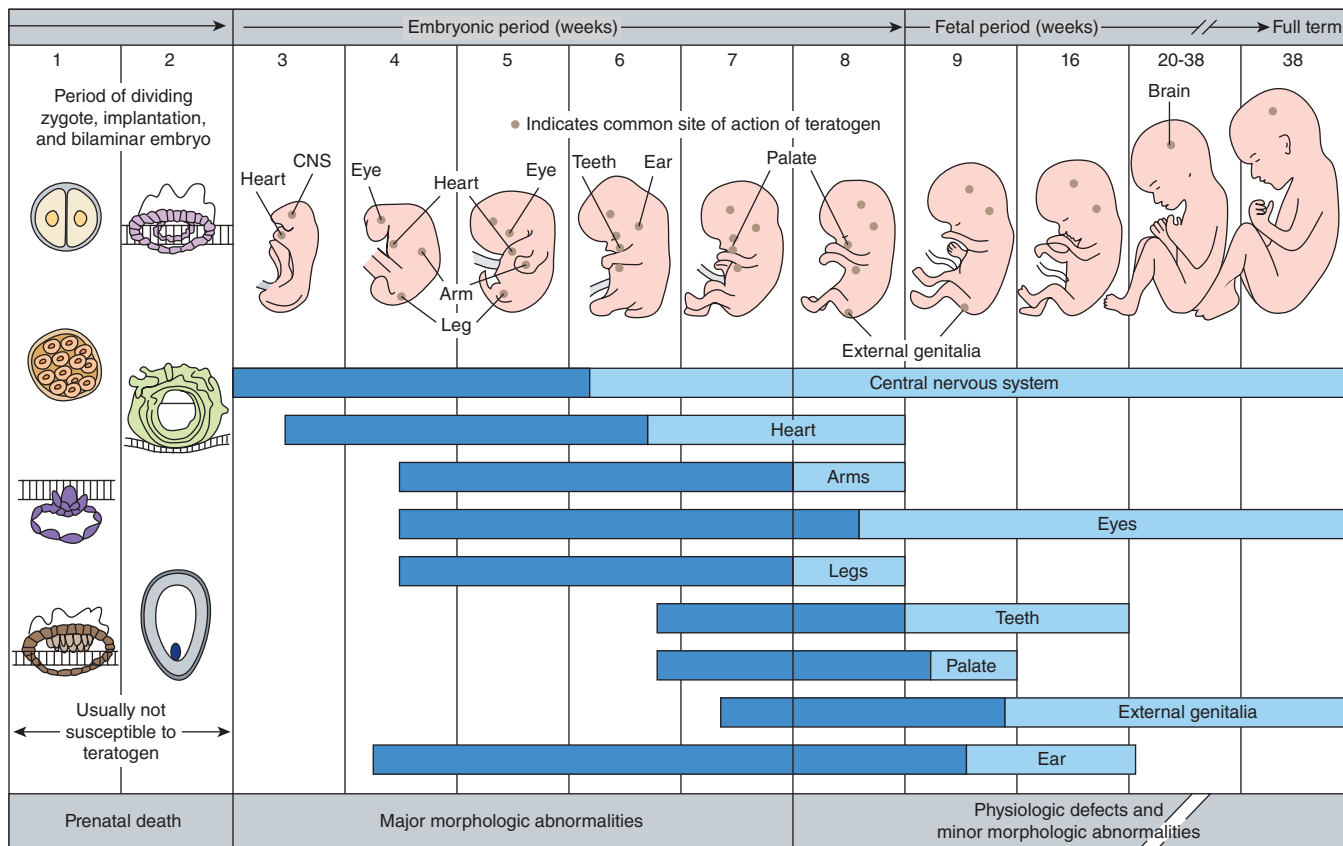 Embryonic period (weeks)
Fetal period (weeks)
Full term
1
2
3
4
5
6
7
8
9
16
20-38
38
Period of dividing
zygote, implantation,
and bilaminar embryo
Indicates common site of action of teratogen
Brain
CNS
Heart
Eye
Heart
Eye
Teeth
Ear
Palate
Arm
Leg
External genitalia
Central nervous system
Heart
Arms
Eyes
Legs
Teeth
Palate
External genitalia
Ear
Usually not
susceptible to
teratogen
Prenatal death
Major morphologic abnormalities
Physiologic defects and
minor morphologic abnormalities